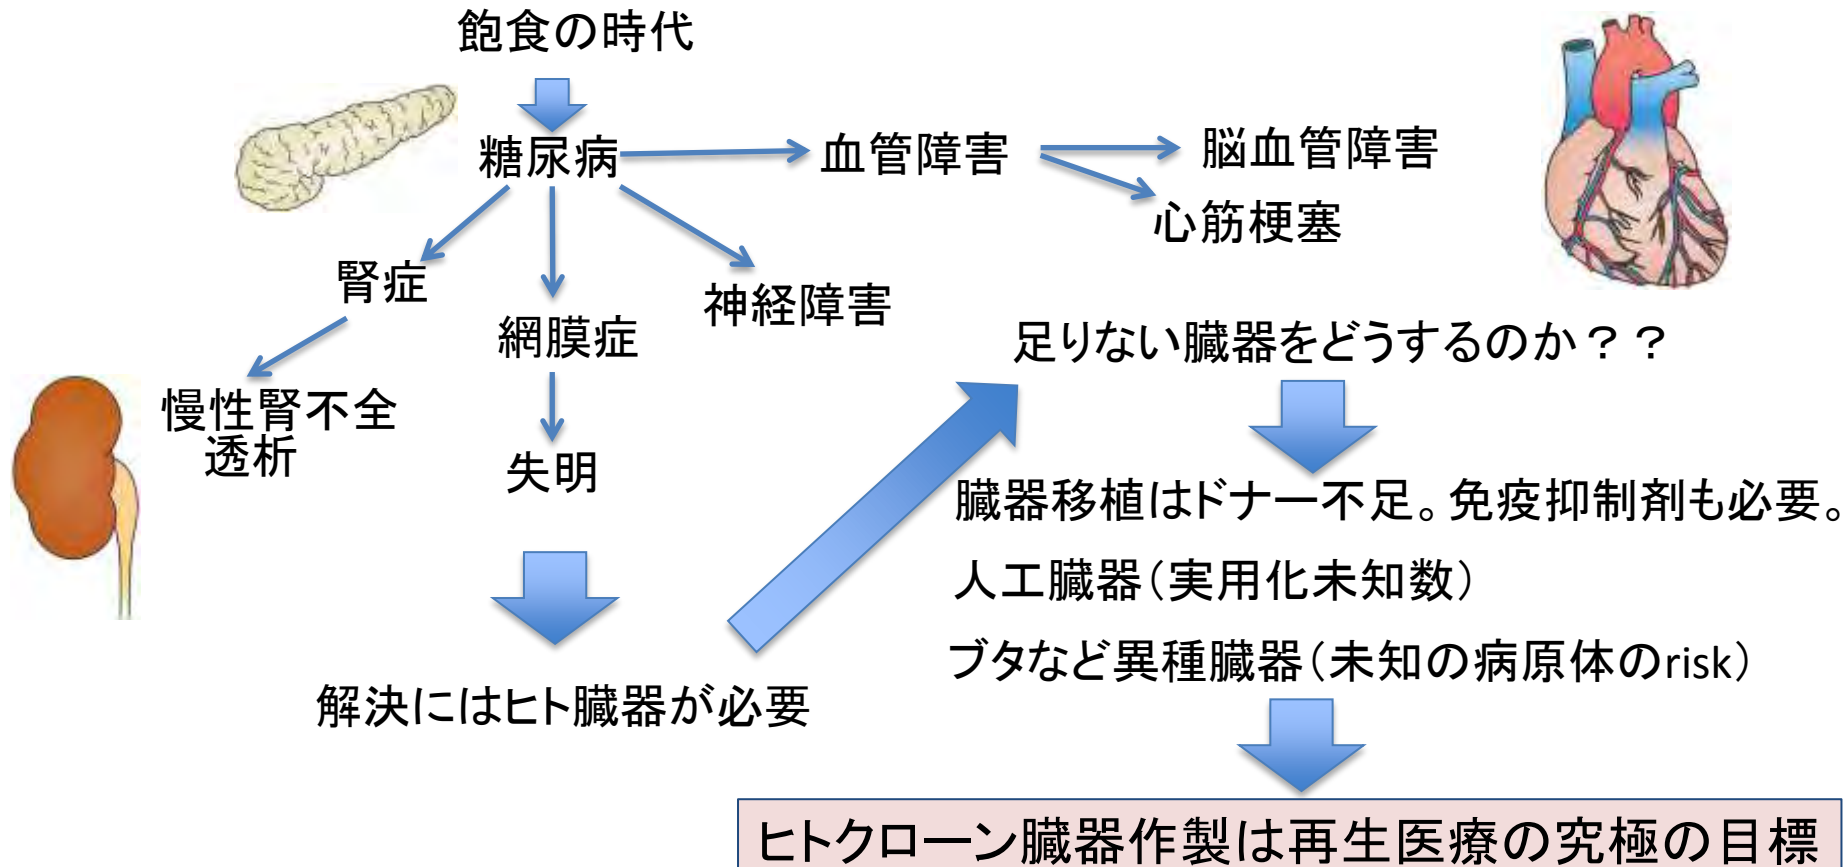 飽食の時代
糖尿病
血管障害
脳血管障害
心筋梗塞
腎症
網膜症
神経障害
慢性腎不全
透析
失明
解決にはヒト臓器が必要
足りない臓器をどうするのか？？
臓器移植はドナー不足。免疫抑制剤も必要。
人工臓器（実用化未知数）
ブタなど異種臓器（未知の病原体のrisk）
ヒトクローン臓器作製は再生医療の究極の目標